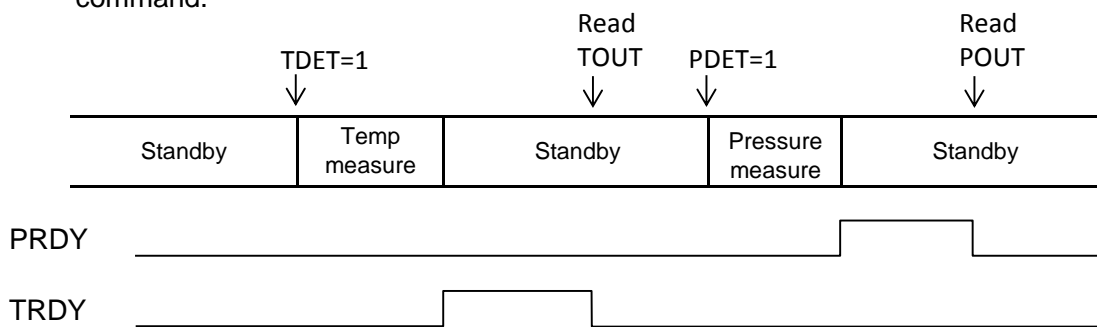 command.
Read
TOUT
Read
POUT
TDET=1
PDET=1
Standby
Temp
measure
Standby
Pressure
measure
Standby
PRDY
TRDY